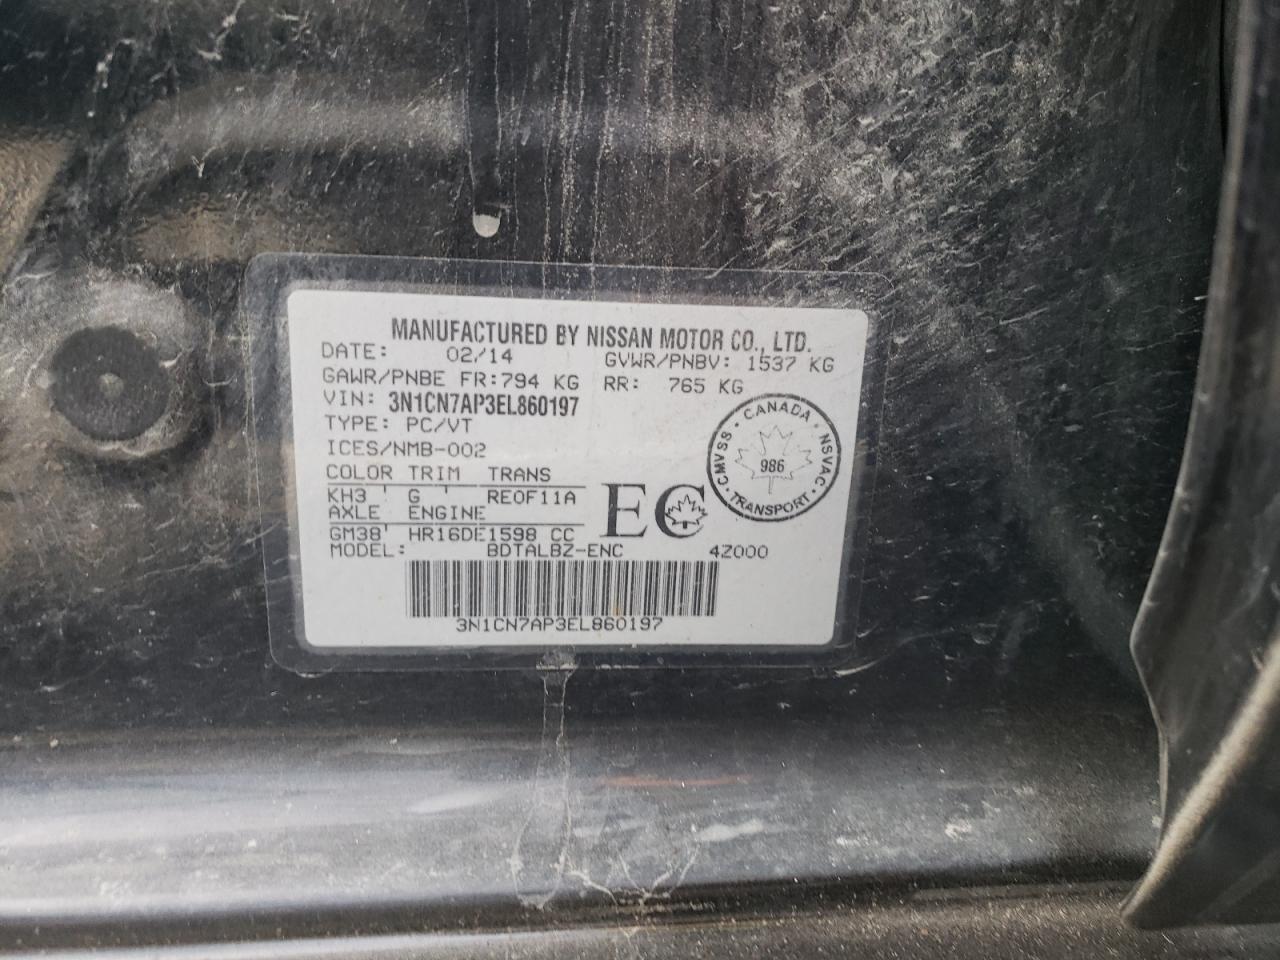 MANUFACTURED BY NISSAN MOTOR CO., LTD.
DATE: 02/14 GVWR/PNBV: 1537 KG
GAWR/PNBE FR:794 KG RR: 765 KG
VIN: 3N1CN7AP3EL860197
TYPE: PC/VT
ICES/NMB-002
COLOR TRIM TRANS
KH3 G REOF11A
AXLE ENGINE
GM38 HR16DE1598 CC
MODEL: BDTALBZ-ENC 4Z000
3N1CN7AP3EL860197
EC
CANADA · NSVAC · TRANSPORT · CMVSS ·
986